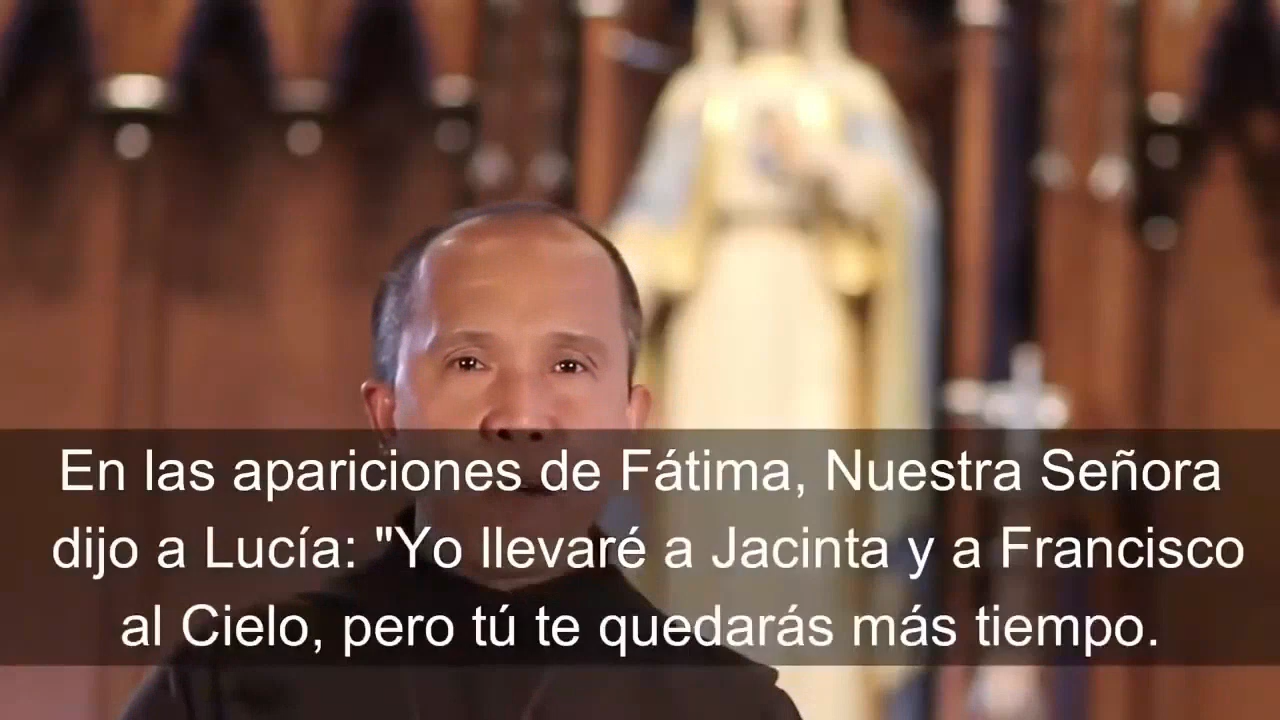 En las apariciones de Fátima, Nuestra Señora
dijo a Lucía: "Yo llevaré a Jacinta y a Francisco
al Cielo, pero tú te quedarás más tiempo.